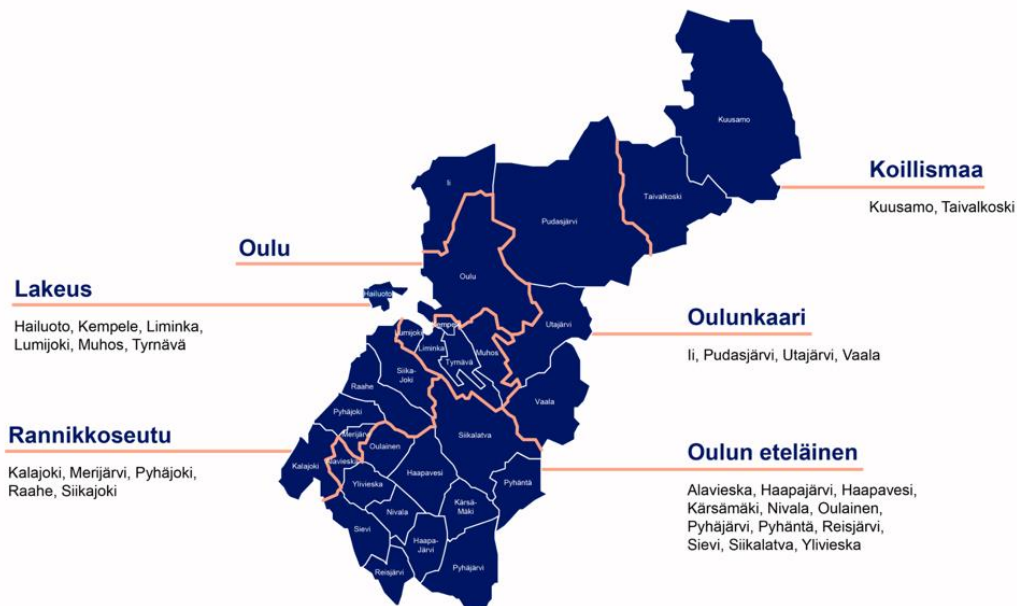 Kuusamo
Koillismaa
Kuusamo, Taivalkoski
Ii
Taivalkoski
Pudasjärvi
Oulu
Oulu
Lakeus
Hailuoto
Hailuoto, Kempele, Liminka,
Lumijoki, Muhos, Tyrnävä
Utajärvi
Oulunkaari
Ii, Pudasjärvi, Utajärvi, Vaala
Kempele
Lumijoki
Liminka
Muhos
Tyrnävä
Siika-
Joki
Raahe
Vaala
Pyhäjoki
Rannikkoseutu
Kalajoki, Merijärvi, Pyhäjoki,
Raahe, Siikajoki
Merijärvi
Siikalatva
Oulainen
Oulun eteläinen
Alavieska, Haapajärvi, Haapavesi,
Kärsämäki, Nivala, Oulainen,
Pyhäjärvi, Pyhäntä, Reisjärvi,
Sievi, Siikalatva, Ylivieska
Kalajoki
Alavieska
Haapavesi
Ylivieska
Pyhäntä
Kärsä-
Mäki
Nivala
Sievi
Haapa-
Järvi
Reisjärvi
Pyhäjärvi